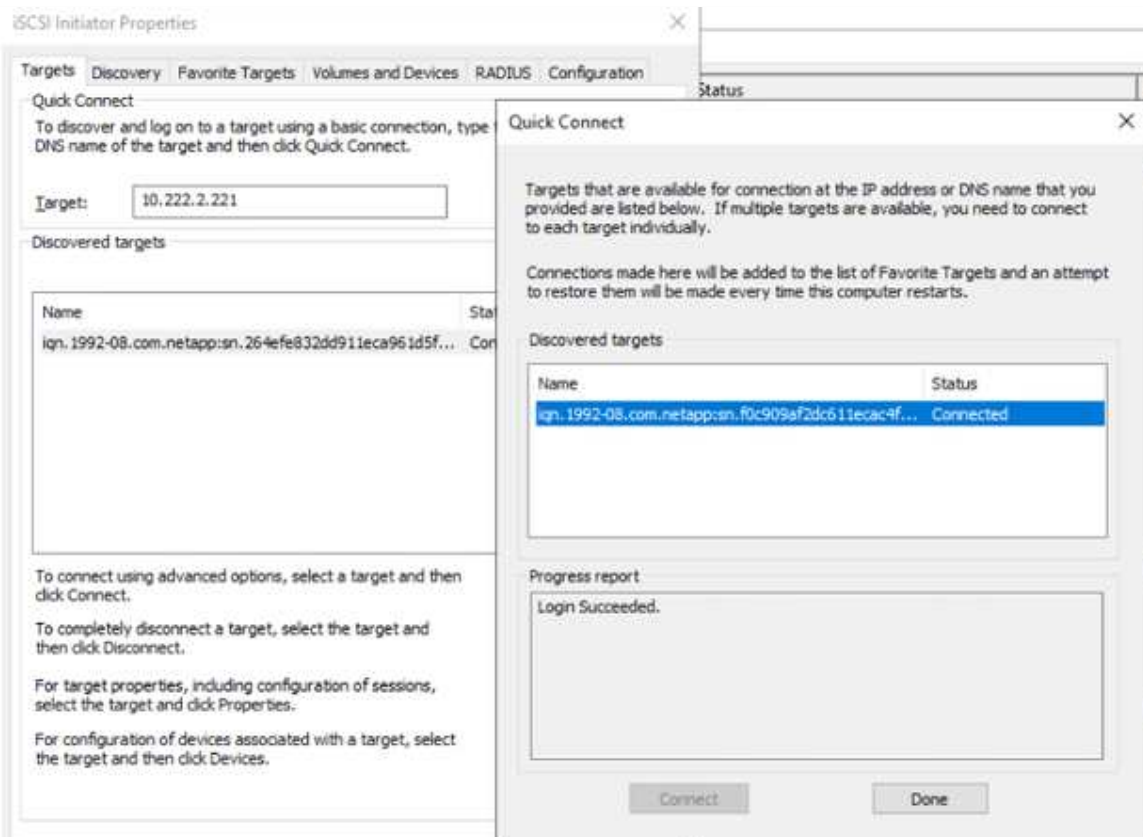 iSCSI Initiator Properties
Targets Discovery Favorite Targets Volumes and Devices RADIUS Configuration
Quick Connect
To discover and log on to a target using a basic connection, type
DNS name of the target and then click Quick Connect.
Target: 10.222.2.221
Discovered targets
Name
iqn.1992-08.com.netapp:sn.264efe832dd911eca961d5f... Con
To connect using advanced options, select a target and then
click Connect.
To completely disconnect a target, select the target and
then click Disconnect.
For target properties, including configuration of sessions,
select the target and click Properties.
For configuration of devices associated with a target, select
the target and then click Devices.
Status
Quick Connect
Targets that are available for connection at the IP address or DNS name that you
provided are listed below. If multiple targets are available, you need to connect
to each target individually.
Connections made here will be added to the list of Favorite Targets and an attempt
to restore them will be made every time this computer restarts.
Discovered targets
Name Status
iqn.1992-08.com.netapp:sn.f0c909af2dc611ecac4f... Connected
Progress report
Login Succeeded.
Connect Done